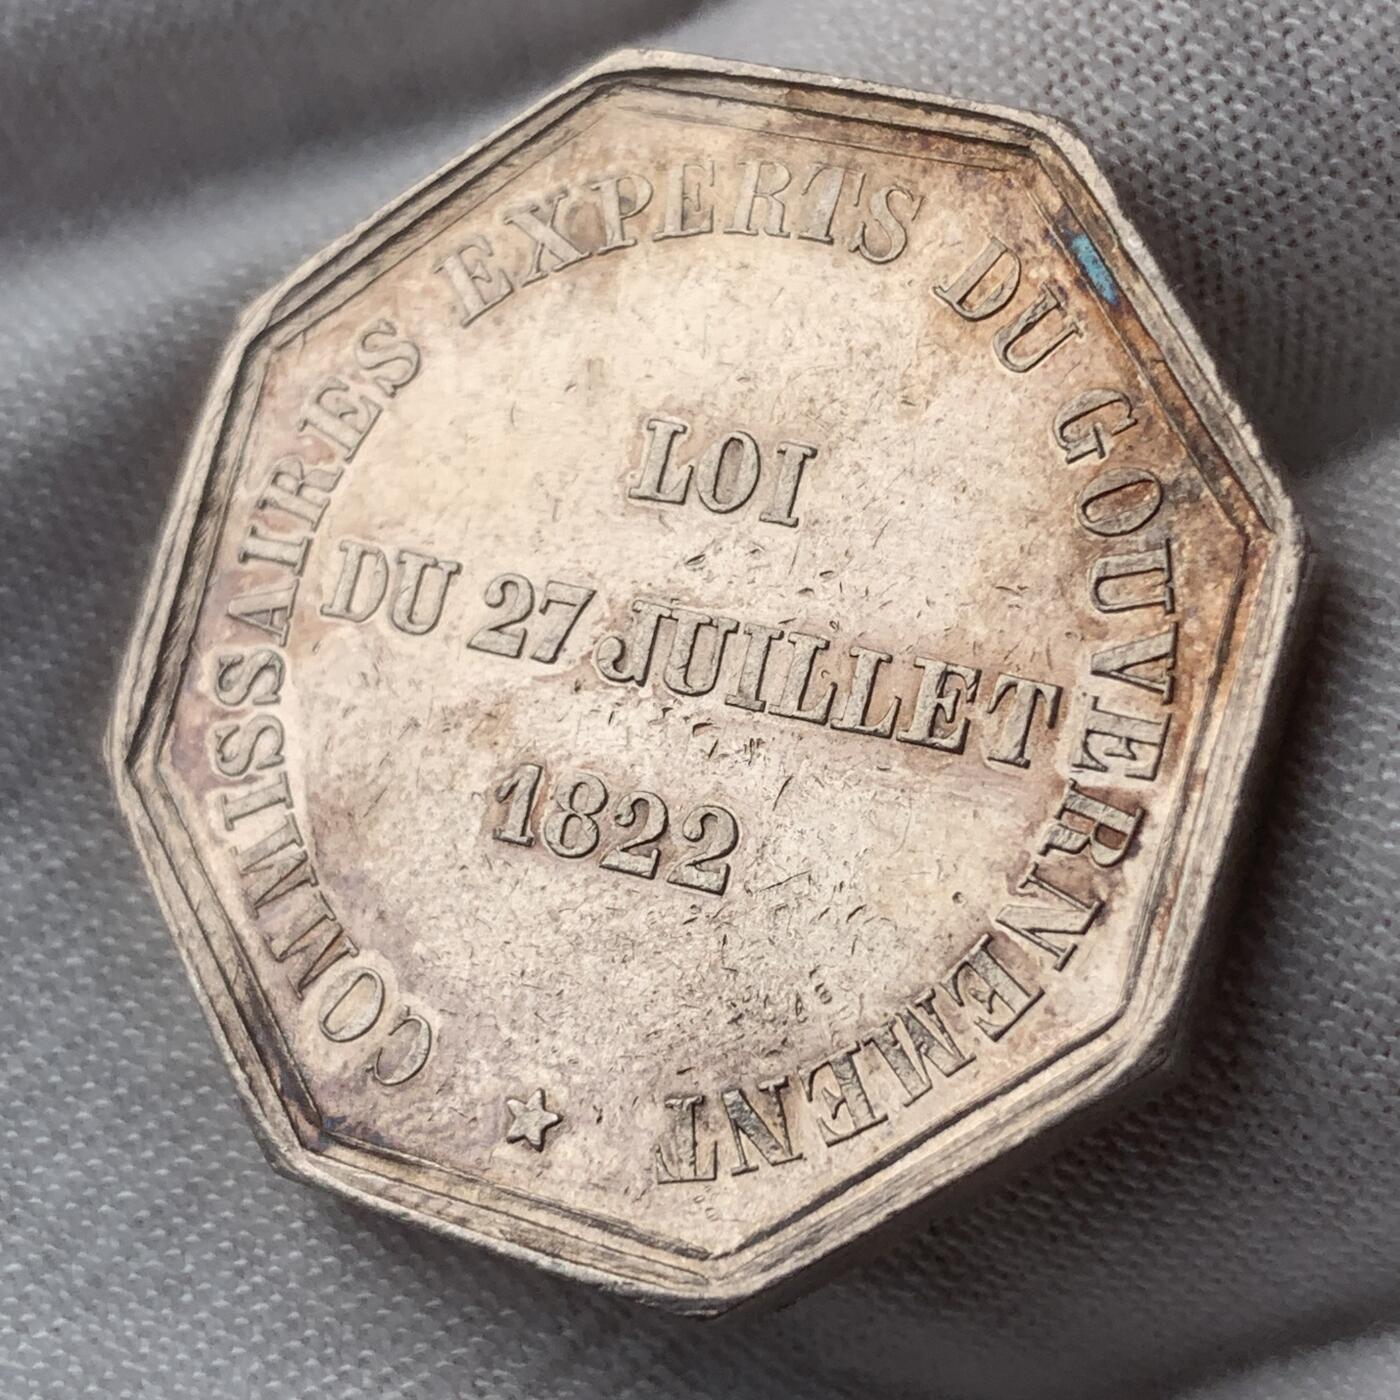 COMMISSAIRES EXPERTS DU GOUVERNEMENT
LOI
DU 27 JUILLET
1822